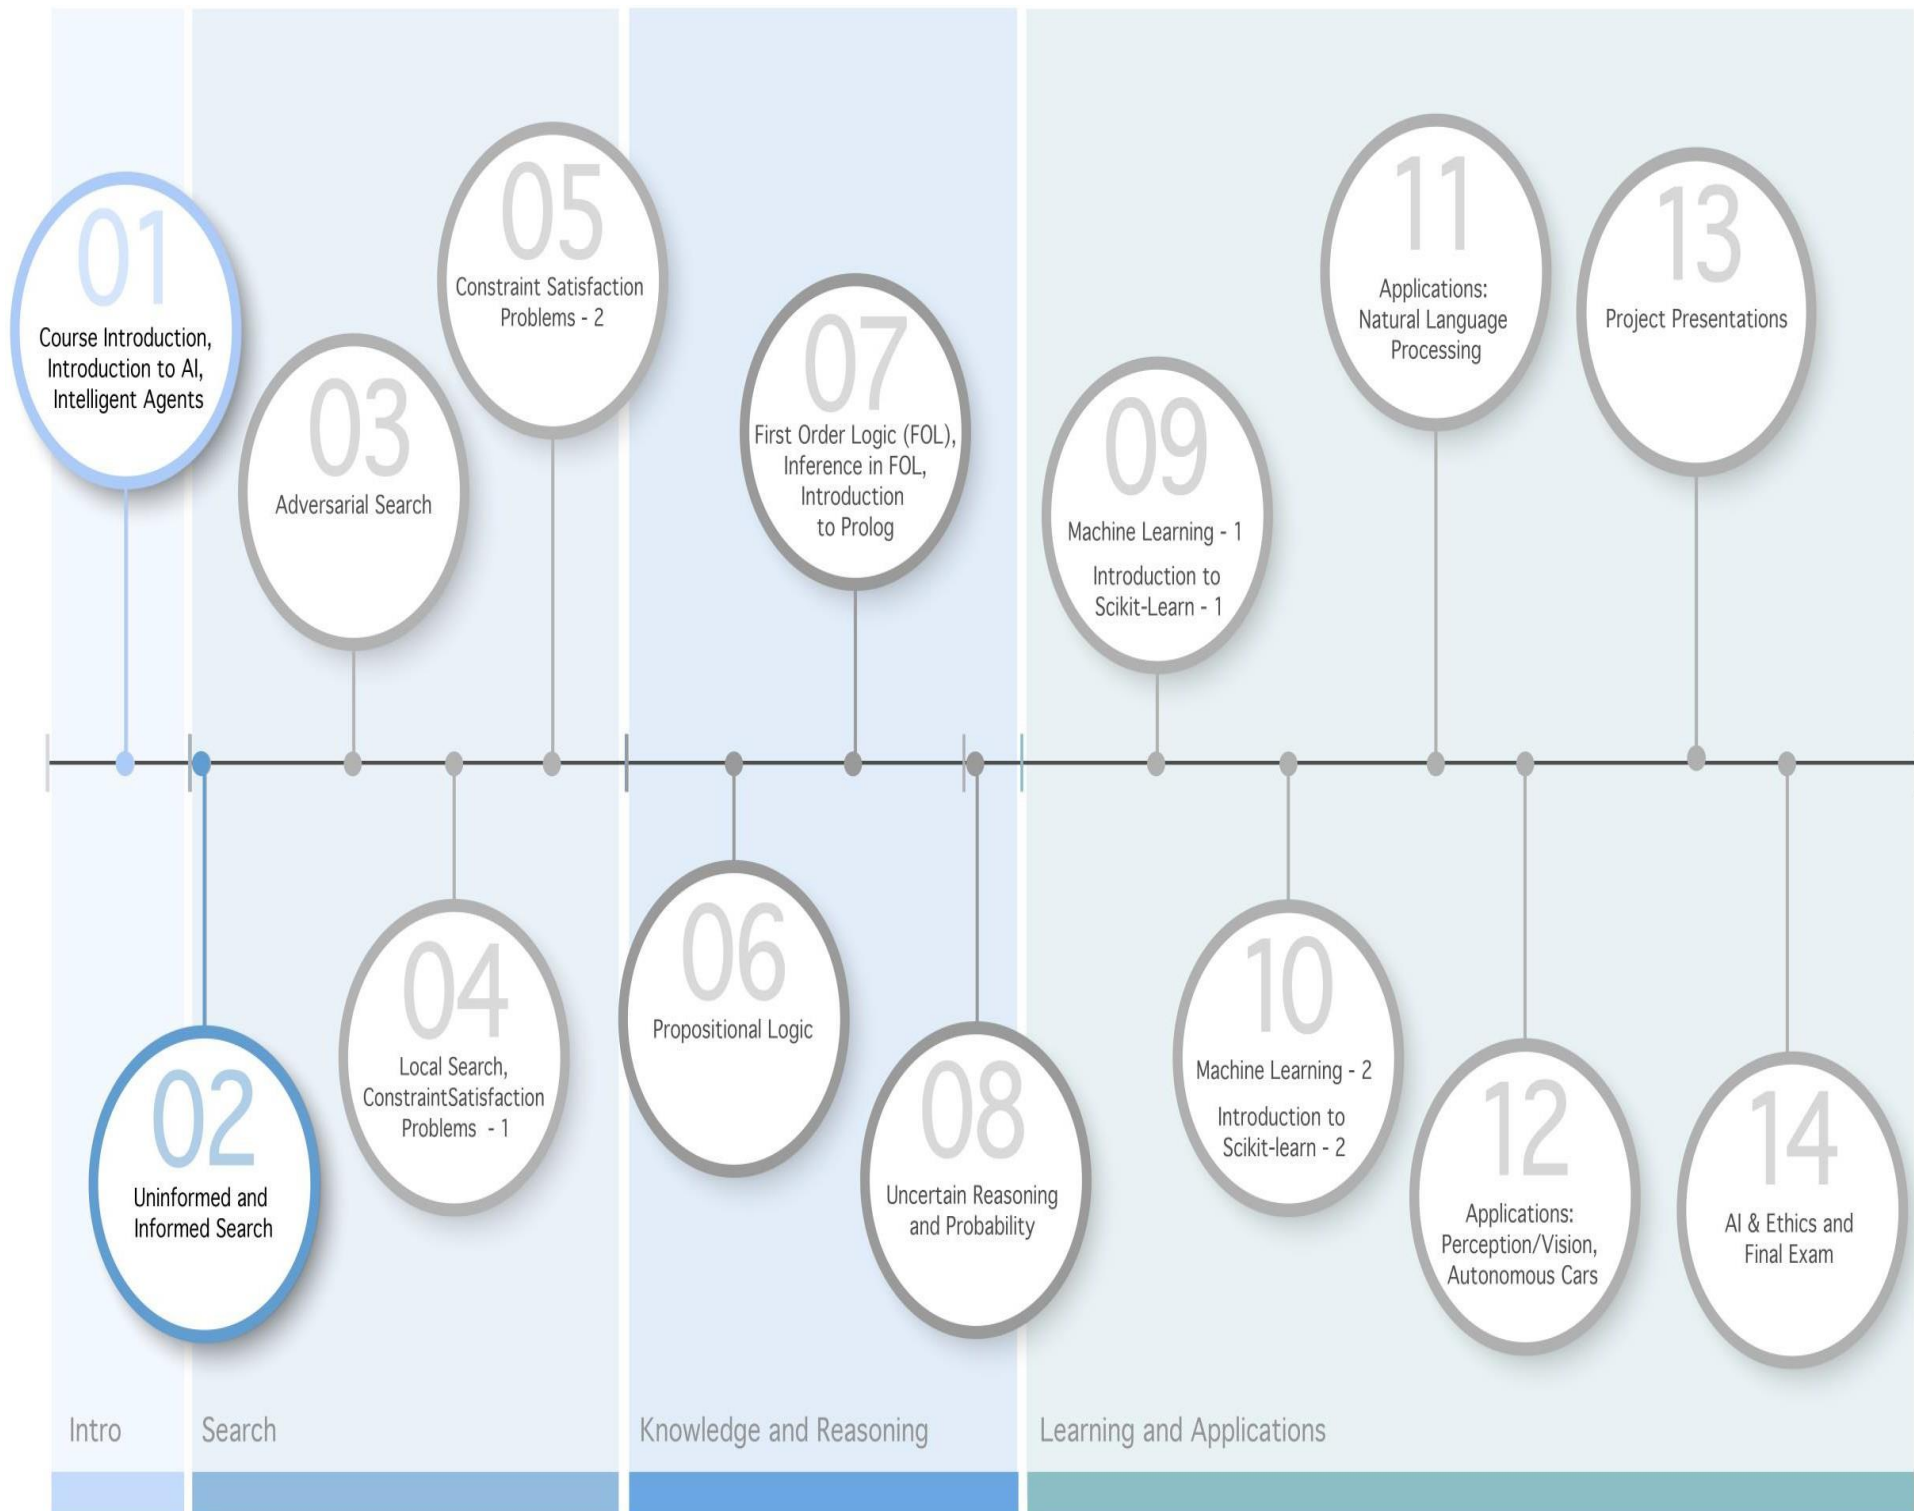 01
Course Introduction,
Introduction to AI,
Intelligent Agents
02
Uninformed and
Informed Search
03
Adversarial Search
04
Local Search,
ConstraintSatisfaction
Problems - 1
05
Constraint Satisfaction
Problems - 2
06
Propositional Logic
07
First Order Logic (FOL),
Inference in FOL,
Introduction
to Prolog
08
Uncertain Reasoning
and Probability
09
Machine Learning - 1
Introduction to
Scikit-Learn - 1
10
Machine Learning - 2
Introduction to
Scikit-learn - 2
11
Applications:
Natural Language
Processing
12
Applications:
Perception/Vision,
Autonomous Cars
13
Project Presentations
14
AI & Ethics and
Final Exam
Intro
Search
Knowledge and Reasoning
Learning and Applications